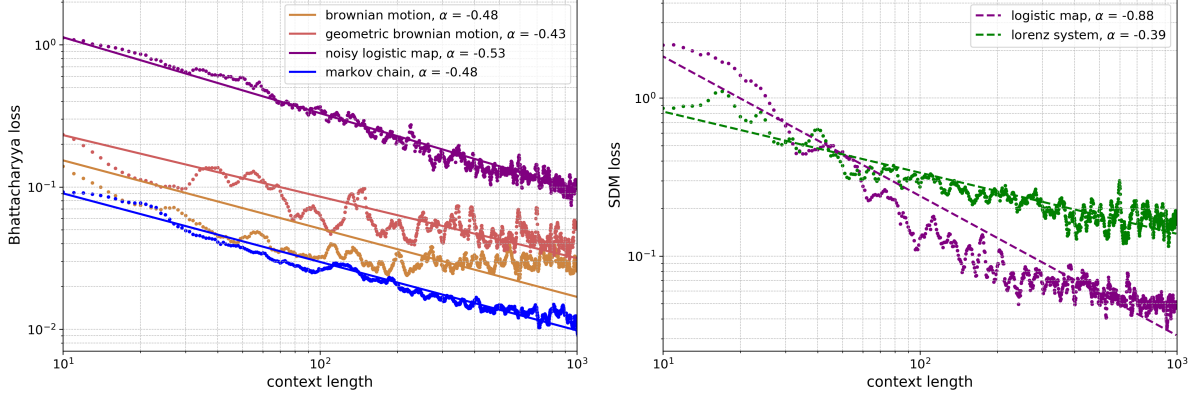 brownian motion, α = -0.48
geometric brownian motion, α = -0.43
noisy logistic map, α = -0.53
markov chain, α = -0.48
10⁰
10⁻¹
10⁻²
Bhattacharyya loss
10¹
10²
10³
context length
logistic map, α = -0.88
lorenz system, α = -0.39
10⁰
10⁻¹
SDM loss
10¹
10²
10³
context length